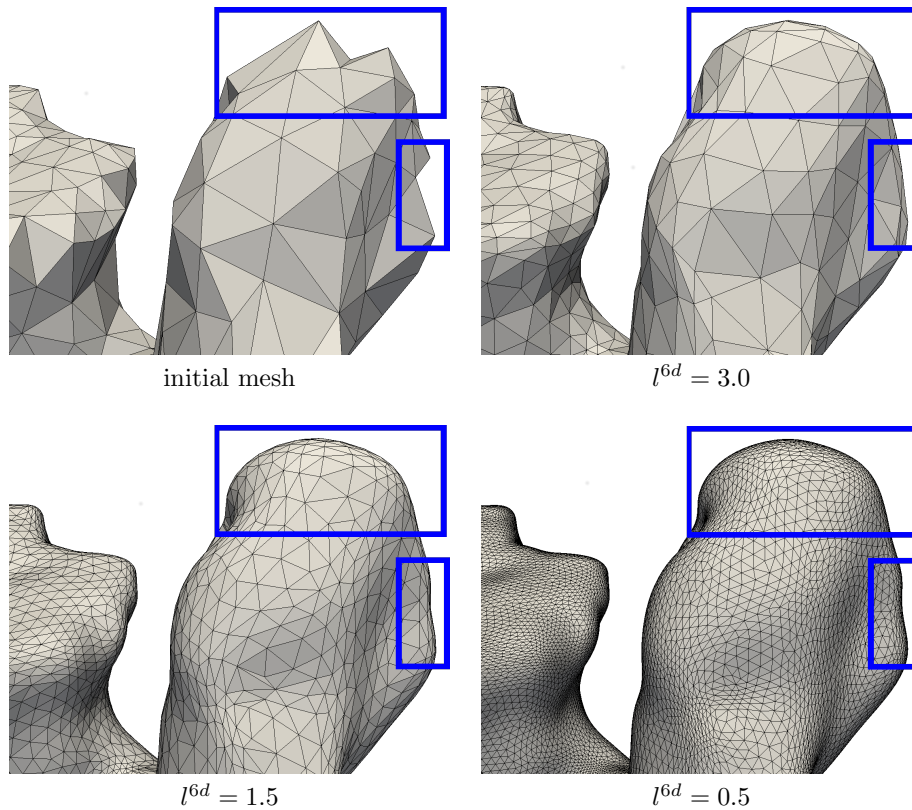 initial mesh
l^{6d} = 3.0
l^{6d} = 1.5
l^{6d} = 0.5